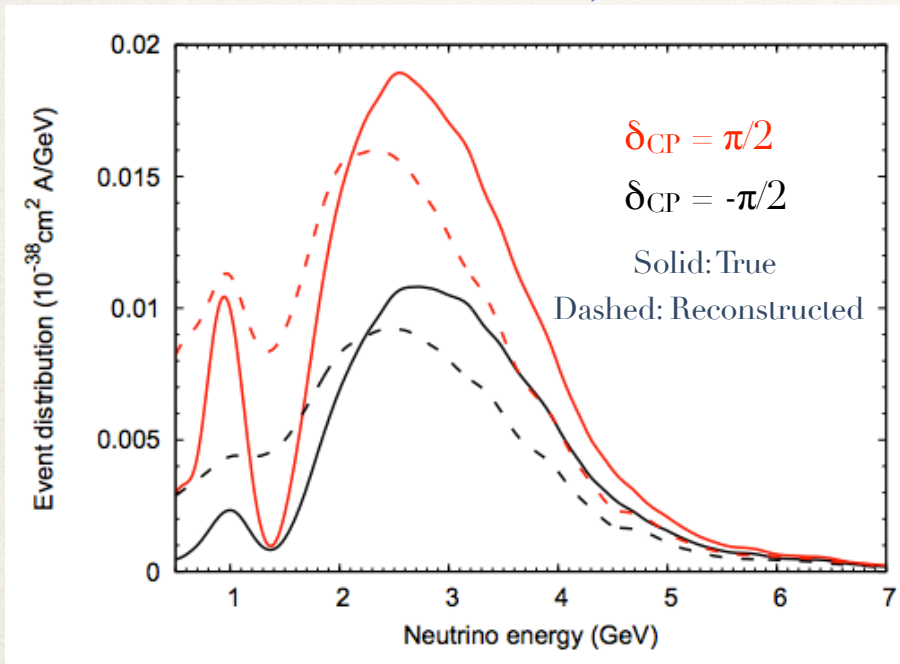 0.02
0.015
0.01
0.005
0
1
2
3
4
5
6
7
Event distribution (10⁻³⁸cm² A/GeV)
Neutrino energy (GeV)
δCP = π/2
δCP = -π/2
Solid: True
Dashed: Reconstructed